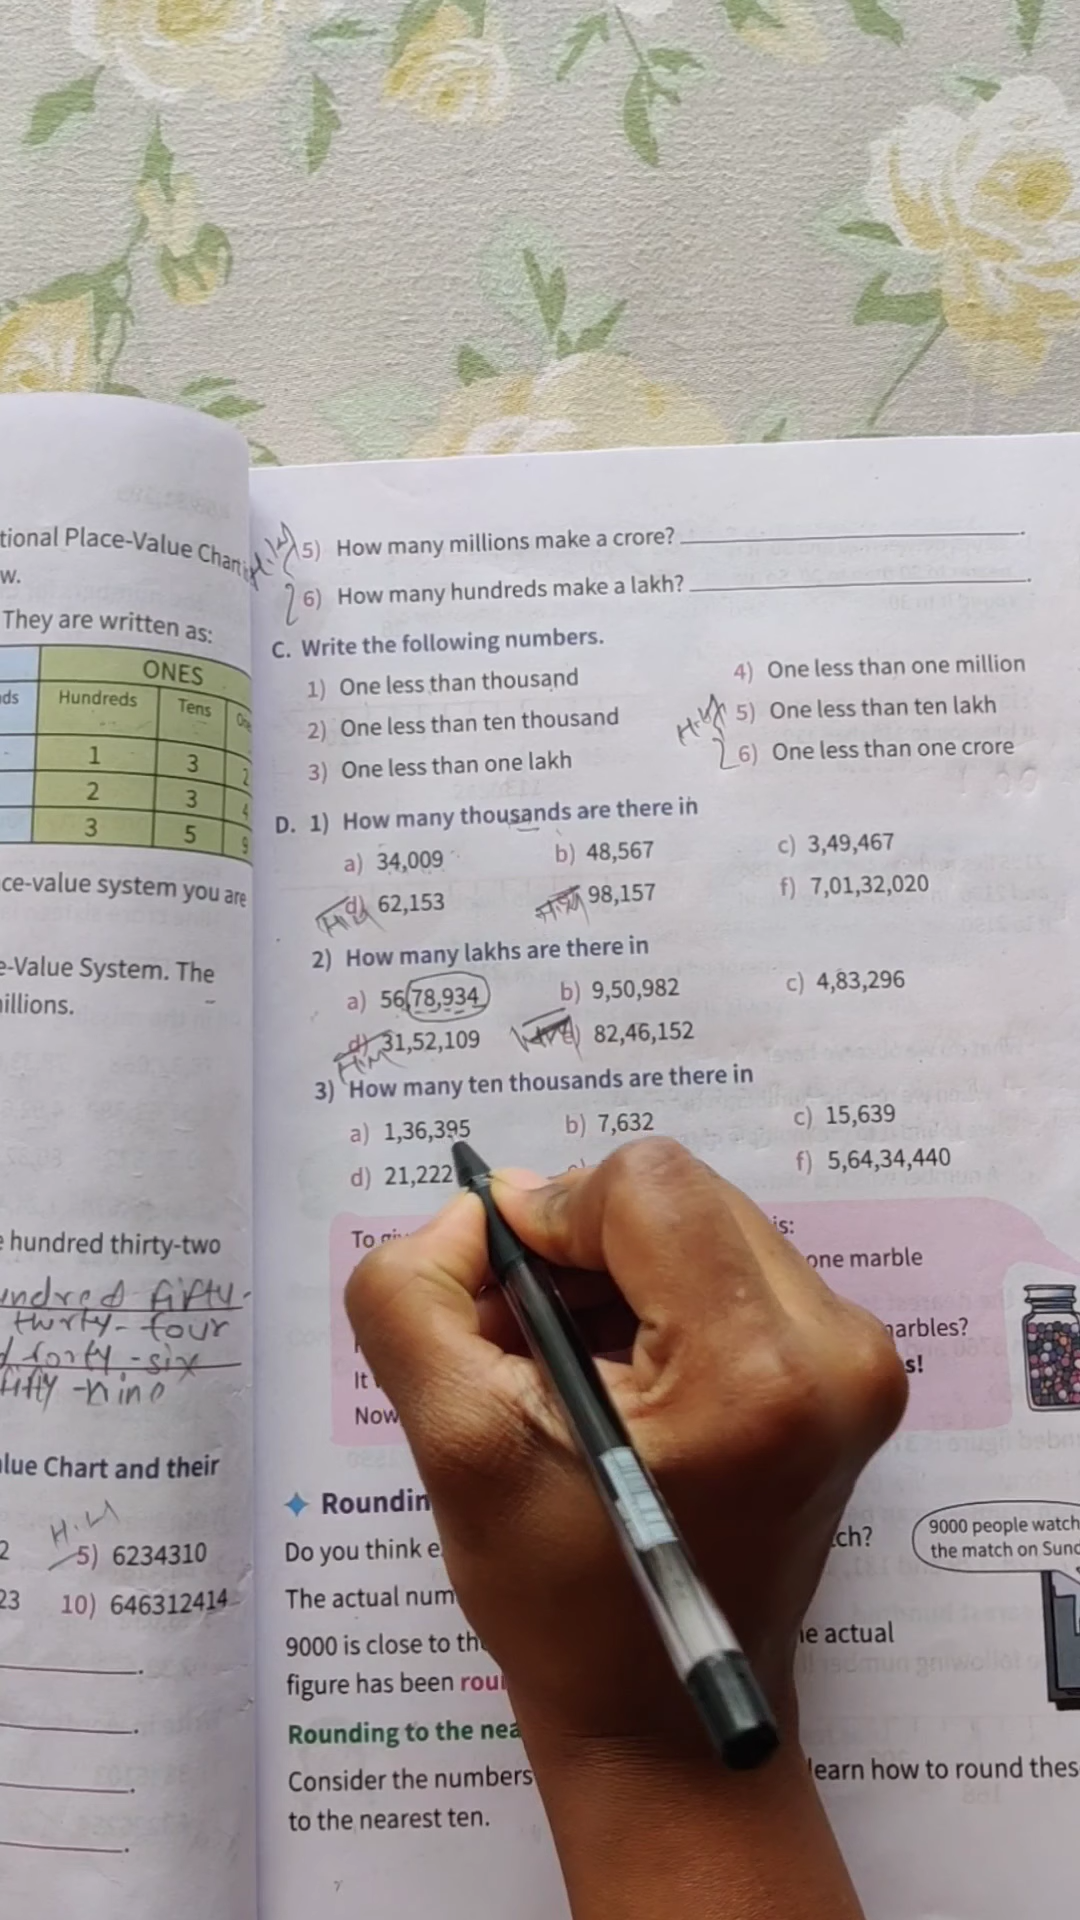 tional Place-Value Chart
w.
They are written as:
ds ONES
Hundreds Tens
1 3 2
2 3 4
3 5 9
ce-value system you are
e-Value System. The
illions.
e hundred thirty-two
undred fifty-
thirty-four
d forty-six
fifty-nine
alue Chart and their
H.W
2 5) 6234310
23 10) 646312414
5) How many millions make a crore?
6) How many hundreds make a lakh?
C. Write the following numbers.
1) One less than thousand
2) One less than ten thousand
3) One less than one lakh
4) One less than one million
H.W 5) One less than ten lakh
6) One less than one crore
D. 1) How many thousands are there in
a) 34,009 b) 48,567 c) 3,49,467
d) 62,153 98,157 f) 7,01,32,020
2) How many lakhs are there in
a) 56,78,934 b) 9,50,982 c) 4,83,296
d) 31,52,109 82,46,152
3) How many ten thousands are there in
a) 1,36,395 b) 7,632 c) 15,639
d) 21,222 f) 5,64,34,440
To is:
one marble
marbles?
It s!
Now
Roundin
Do you think ch?
The actual num
9000 is close to th e actual
figure has been rou
Rounding to the nea
Consider the numbers learn how to round thes
to the nearest ten.
9000 people watch
the match on Sund